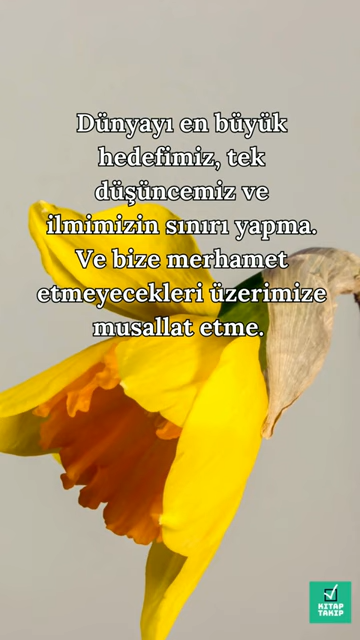 Dünyayı en büyük
hedefimiz, tek
düşüncemiz ve
ilmimizin sınırı yapma.
Ve bize merhamet
etmeyecekleri üzerimize
musallat etme.
KİTAP
TAKİP